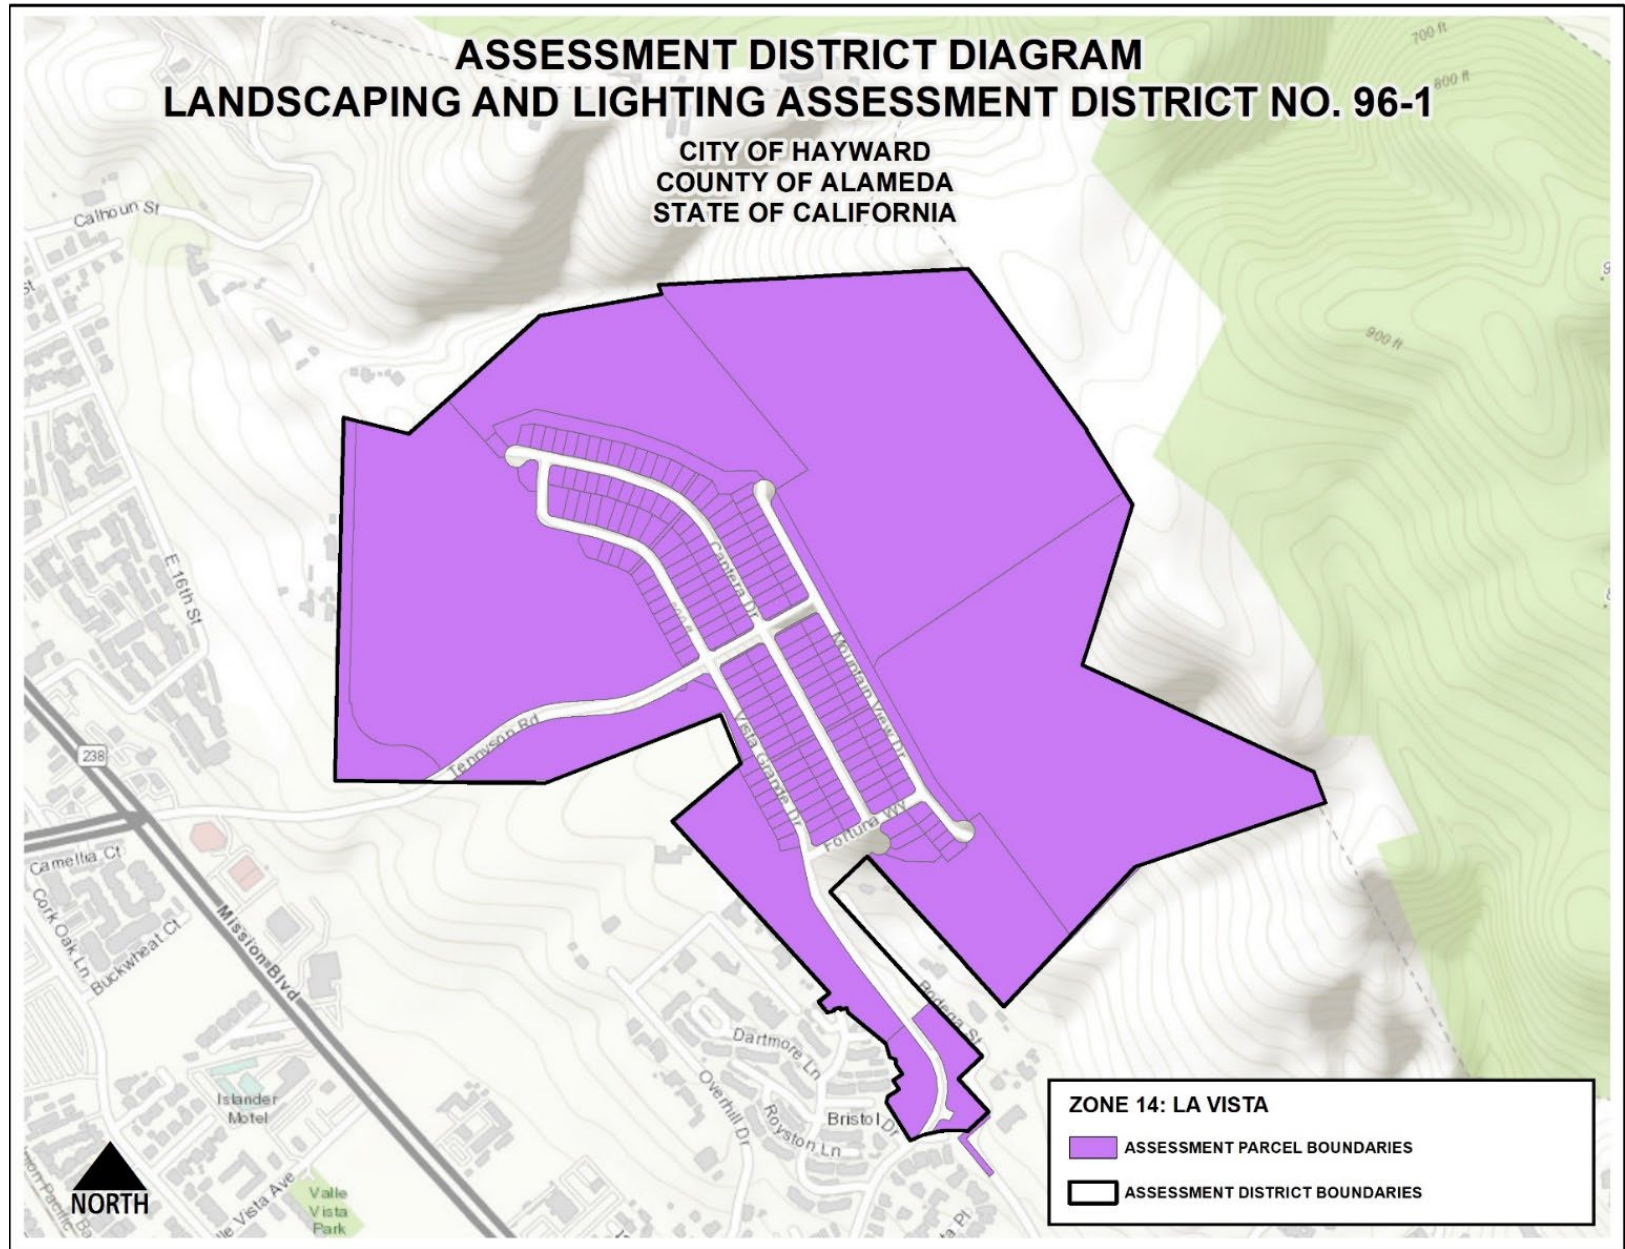 ASSESSMENT DISTRICT DIAGRAM
LANDSCAPING AND LIGHTING ASSESSMENT DISTRICT NO. 96-1
CITY OF HAYWARD
COUNTY OF ALAMEDA
STATE OF CALIFORNIA
700 ft
800 ft
Calhoun St
St
900 ft
E 16th St
Cantera Dr
Mountain View Dr
Vista Grande Dr
Tennyson Rd
Fortuna Wy
238
Camellia Ct
Cork Oak Ln
Buckwheat Ct
Mission Blvd
Bodega St
Dartmore Ln
Overhill Dr
Royston Ln
Bristol Dr
Islander
Motel
Valle
Vista
Park
le Vista Ave
NORTH
ZONE 14: LA VISTA
ASSESSMENT PARCEL BOUNDARIES
ASSESSMENT DISTRICT BOUNDARIES